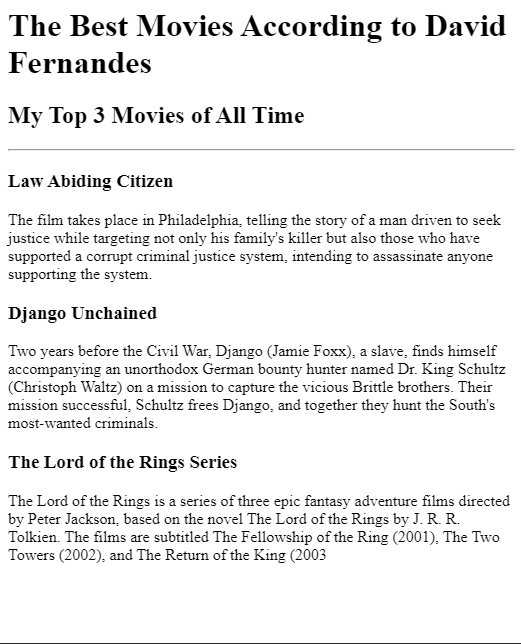 The Best Movies According to David
Fernandes
My Top 3 Movies of All Time
Law Abiding Citizen
The film takes place in Philadelphia, telling the story of a man driven to seek
justice while targeting not only his family's killer but also those who have
supported a corrupt criminal justice system, intending to assassinate anyone
supporting the system.
Django Unchained
Two years before the Civil War, Django (Jamie Foxx), a slave, finds himself
accompanying an unorthodox German bounty hunter named Dr. King Schultz
(Christoph Waltz) on a mission to capture the vicious Brittle brothers. Their
mission successful, Schultz frees Django, and together they hunt the South's
most-wanted criminals.
The Lord of the Rings Series
The Lord of the Rings is a series of three epic fantasy adventure films directed
by Peter Jackson, based on the novel The Lord of the Rings by J. R. R.
Tolkien. The films are subtitled The Fellowship of the Ring (2001), The Two
Towers (2002), and The Return of the King (2003